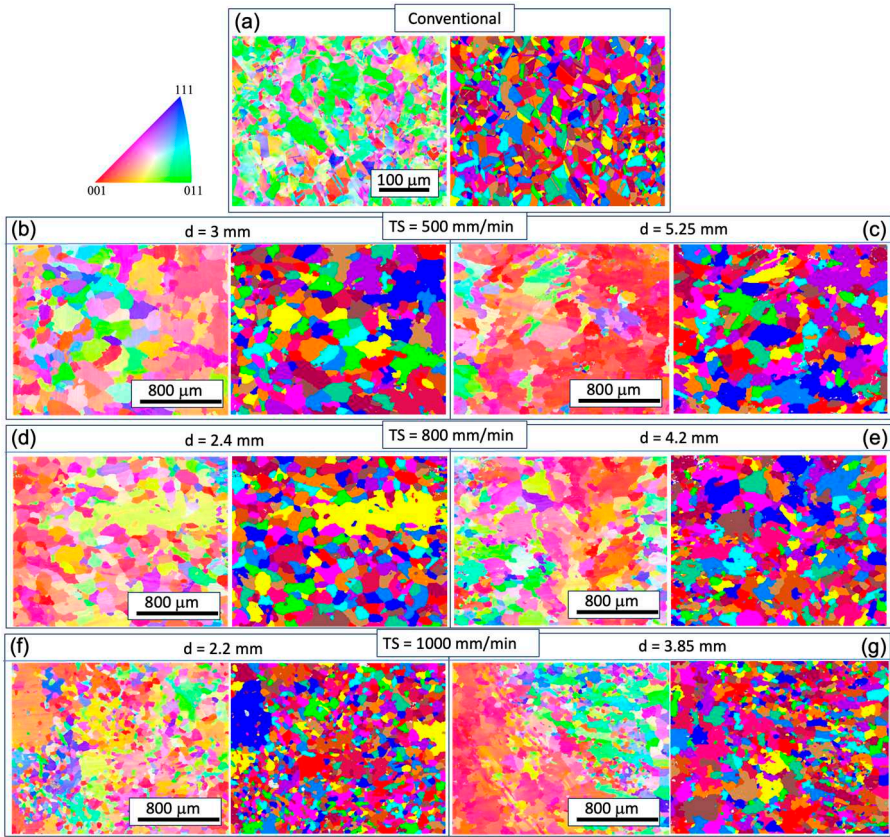 (a)
Conventional
111
001
011
100 μm
(b)
d = 3 mm
TS = 500 mm/min
d = 5.25 mm
(c)
800 μm
800 μm
(d)
d = 2.4 mm
TS = 800 mm/min
d = 4.2 mm
(e)
800 μm
800 μm
(f)
d = 2.2 mm
TS = 1000 mm/min
d = 3.85 mm
(g)
800 μm
800 μm